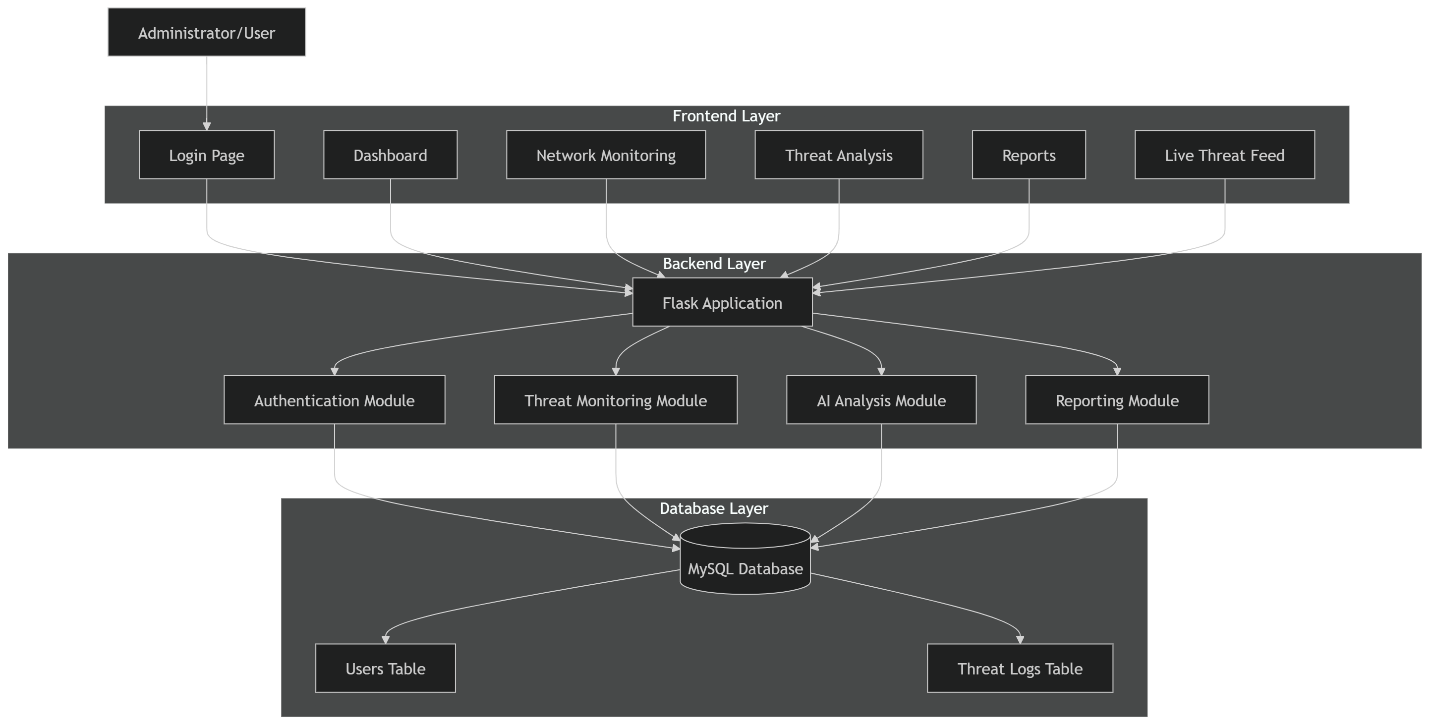 Administrator/User
Frontend Layer
Login Page
Dashboard
Network Monitoring
Threat Analysis
Reports
Live Threat Feed
Backend Layer
Flask Application
Authentication Module
Threat Monitoring Module
AI Analysis Module
Reporting Module
Database Layer
MySQL Database
Users Table
Threat Logs Table